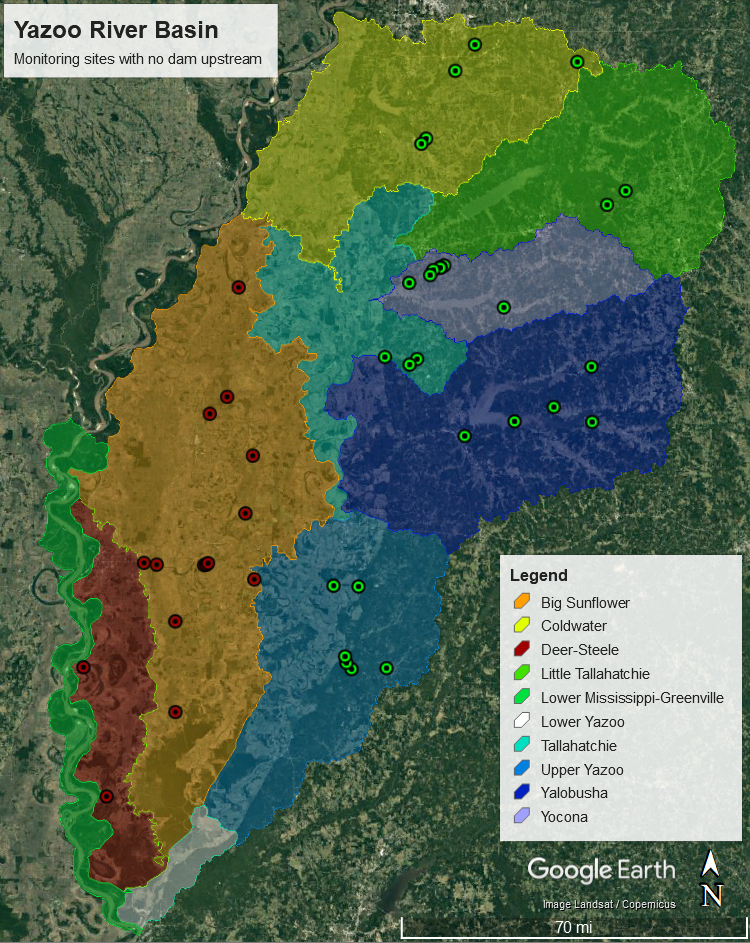 Yazoo River Basin
Monitoring sites with no dam upstream
Legend
Big Sunflower
Coldwater
Deer-Steele
Little Tallahatchie
Lower Mississippi-Greenville
Lower Yazoo
Tallahatchie
Upper Yazoo
Yalobusha
Yocona
Google Earth
Image Landsat / Copernicus
N
70 mi